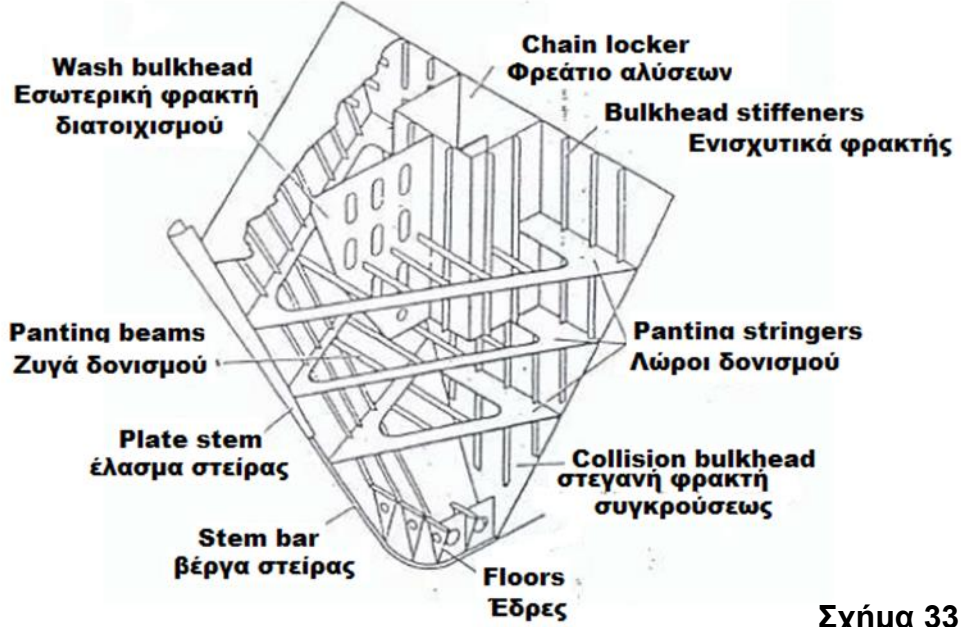 Wash bulkhead
Εσωτερική φρακτή
διατοιχισμού
Chain locker
Φρεάτιο αλύσεων
Bulkhead stiffeners
Ενισχυτικά φρακτής
Panting beams
Ζυγά δονισμού
Panting stringers
Λώροι δονισμού
Plate stem
έλασμα στείρας
Collision bulkhead
στεγανή φρακτή
συγκρούσεως
Stem bar
βέργα στείρας
Floors
Έδρες
Σχήμα 33